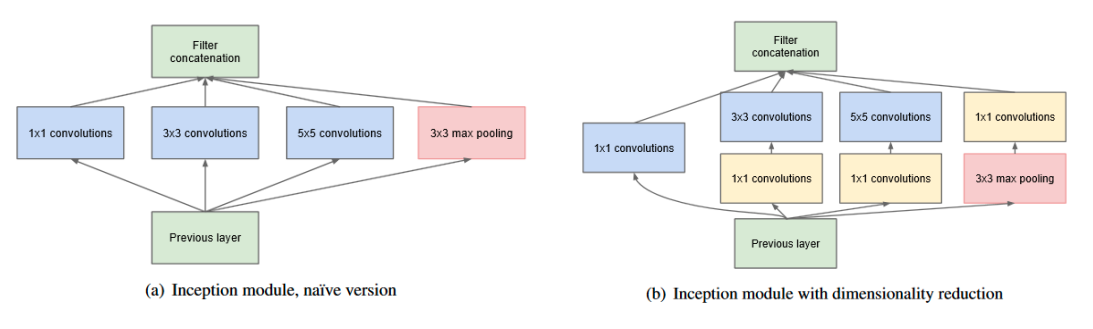 Filter
concatenation
1x1 convolutions
3x3 convolutions
5x5 convolutions
3x3 max pooling
Previous layer
(a) Inception module, naïve version
Filter
concatenation
3x3 convolutions
5x5 convolutions
1x1 convolutions
1x1 convolutions
1x1 convolutions
1x1 convolutions
3x3 max pooling
Previous layer
(b) Inception module with dimensionality reduction